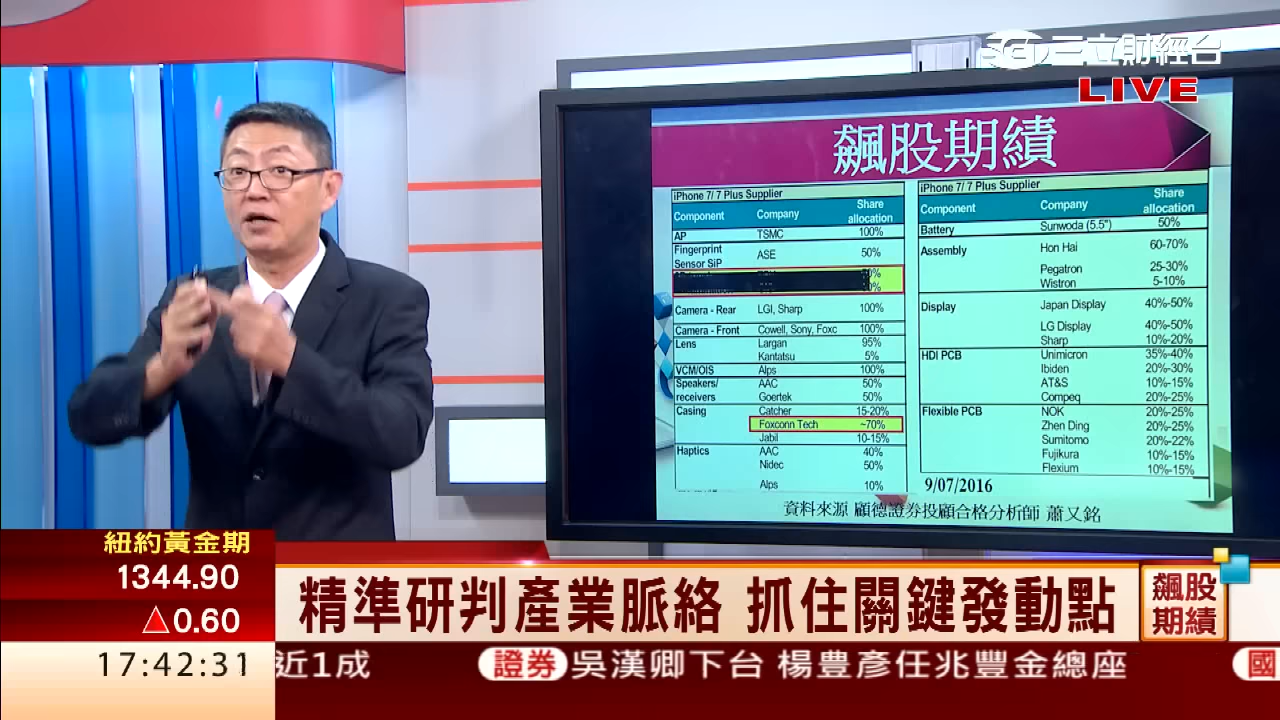 三立財經台
LIVE
飆股期績
iPhone 7/ 7 Plus Supplier
Component Company Share allocation
AP TSMC 100%
Fingerprint Sensor SiP ASE 50%
Camera - Rear LGI, Sharp 100%
Camera - Front Cowell, Sony, Foxc 100%
Lens Largan 95%
Kantatsu 5%
VCM/OIS Alps 100%
Speakers/ receivers AAC 50%
Goertek 50%
Casing Catcher 15-20%
Foxconn Tech ~70%
Jabil 10-15%
Haptics AAC 40%
Nidec 50%
Alps 10%
iPhone 7/ 7 Plus Supplier
Component Company Share allocation
Battery Sunwoda (5.5") 50%
Assembly Hon Hai 60-70%
Pegatron 25-30%
Wistron 5-10%
Display Japan Display 40%-50%
LG Display 40%-50%
Sharp 10%-20%
HDI PCB Unimicron 35%-40%
Ibiden 20%-30%
AT&S 10%-15%
Compeq 20%-25%
Flexible PCB NOK 20%-25%
Zhen Ding 20%-25%
Sumitomo 20%-22%
Fujikura 10%-15%
Flexium 10%-15%
9/07/2016
資料來源 顧德證券投顧合格分析師 蕭又銘
紐約黃金期
1344.90
△0.60
精準研判產業脈絡 抓住關鍵發動點
飆股
期績
17:42:31
近1成 證券 吳漢卿下台 楊豊彥任兆豐金總座 國